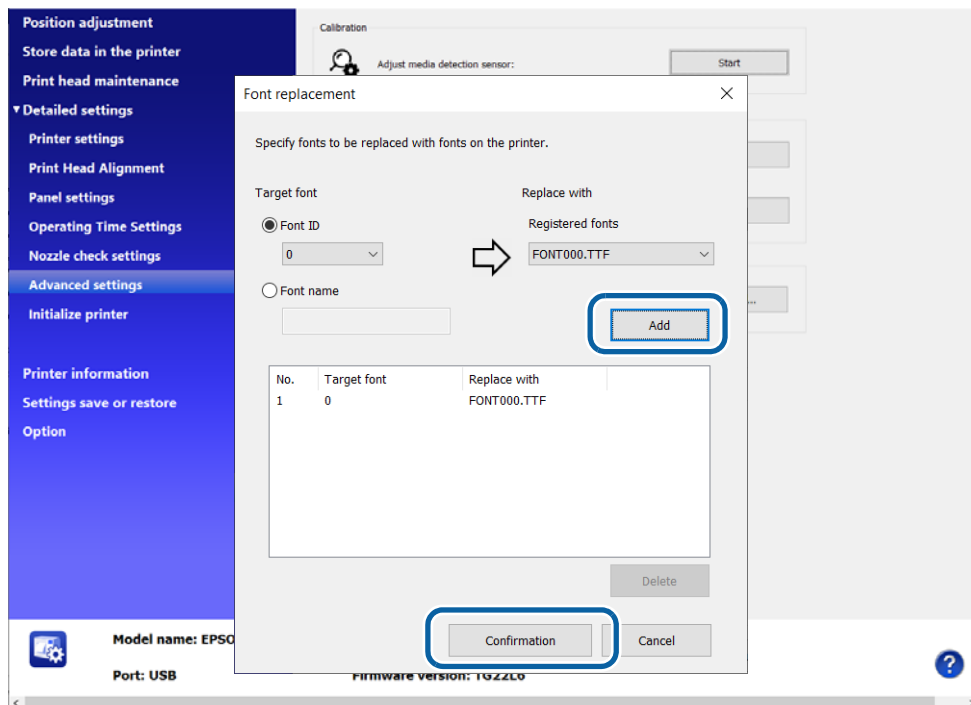 Position adjustment
Store data in the printer
Print head maintenance
Detailed settings
Printer settings
Print Head Alignment
Panel settings
Operating Time Settings
Nozzle check settings
Advanced settings
Initialize printer
Printer information
Settings save or restore
Option
Calibration
Adjust media detection sensor:
Start
Font replacement
Specify fonts to be replaced with fonts on the printer.
Target font
Replace with
Font ID
Registered fonts
0
FONT000.TTF
Font name
Add
...
No. Target font Replace with
1 0 FONT000.TTF
Delete
Confirmation
Cancel
Model name: EPSO
Port: USB
Firmware version: TG22L6
?